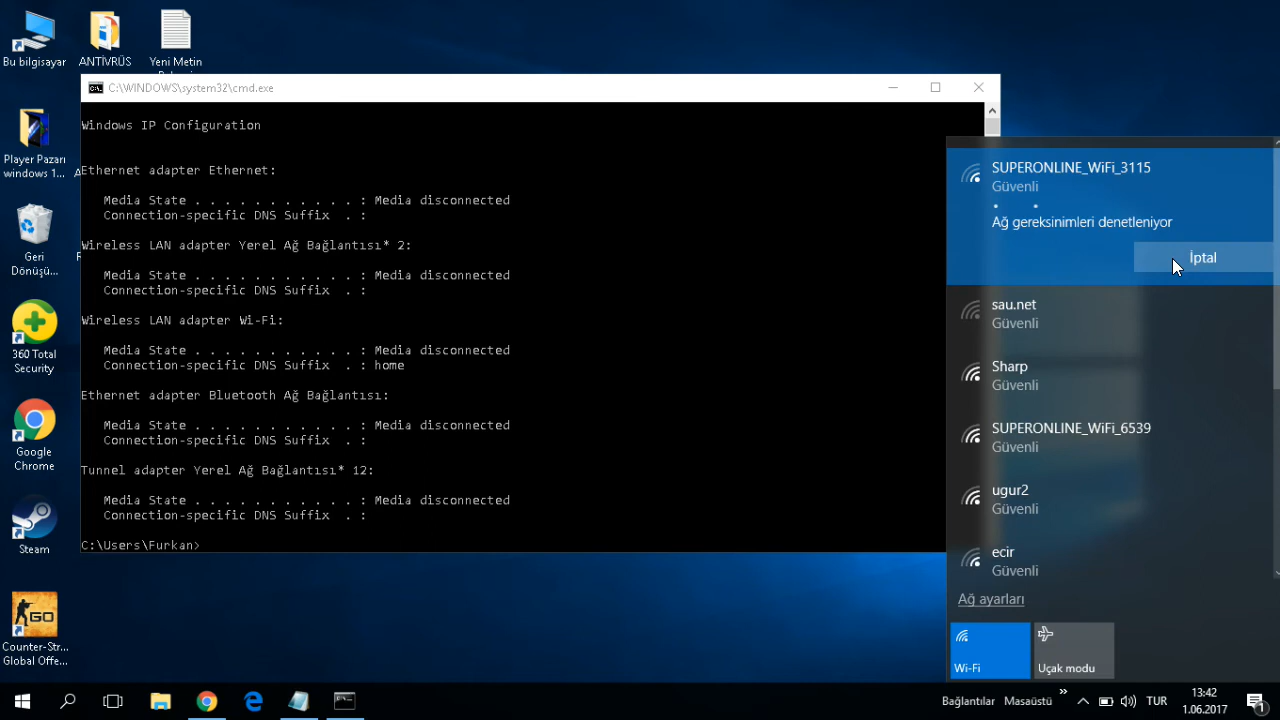 Bu bilgisayar
ANTİVRÜS
Yeni Metin
C:\WINDOWS\system32\cmd.exe
Windows IP Configuration
Ethernet adapter Ethernet:
Media State . . . . . . . . . . . : Media disconnected
Connection-specific DNS Suffix  . :
Wireless LAN adapter Yerel Ağ Bağlantısı* 2:
Media State . . . . . . . . . . . : Media disconnected
Connection-specific DNS Suffix  . :
Wireless LAN adapter Wi-Fi:
Media State . . . . . . . . . . . : Media disconnected
Connection-specific DNS Suffix  . : home
Ethernet adapter Bluetooth Ağ Bağlantısı:
Media State . . . . . . . . . . . : Media disconnected
Connection-specific DNS Suffix  . :
Tunnel adapter Yerel Ağ Bağlantısı* 12:
Media State . . . . . . . . . . . : Media disconnected
Connection-specific DNS Suffix  . :
C:\Users\Furkan>
Player Pazarı
windows 1...
Geri
Dönüşü...
360 Total
Security
Google
Chrome
Steam
GO
Counter-Str...
Global Offe...
SUPERONLINE_WiFi_3115
Güvenli
Ağ gereksinimleri denetleniyor
İptal
sau.net
Güvenli
Sharp
Güvenli
SUPERONLINE_WiFi_6539
Güvenli
ugur2
Güvenli
ecir
Güvenli
Ağ ayarları
Wi-Fi
Uçak modu
Bağlantılar
Masaüstü
TUR
13:42
1.06.2017
1